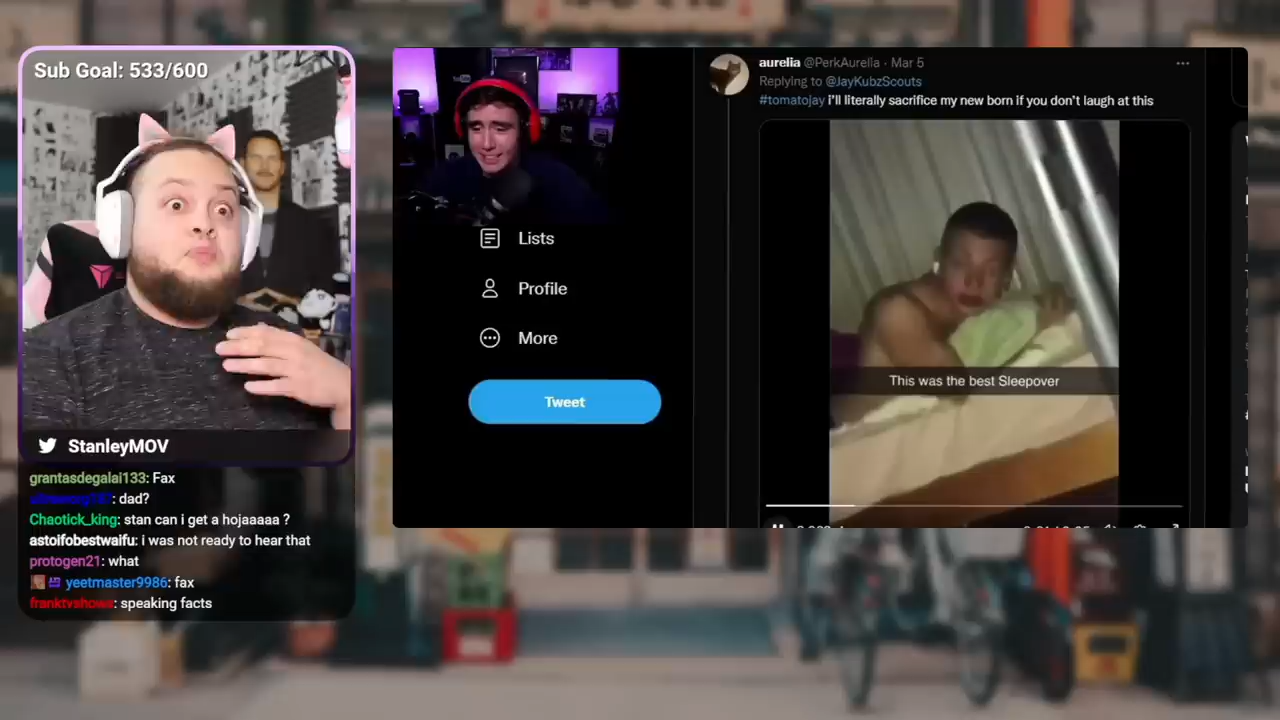 Sub Goal: 533/600
StanleyMOV
grantasdegalai133: Fax
: dad?
Chaotick_king: stan can i get a hojaaaaa ?
astoifobestwaifu: i was not ready to hear that
protogen21: what
yeetmaster9986: fax
franktvshows: speaking facts
Lists
Profile
More
Tweet
aurelia @PerkAurelia · Mar 5
Replying to @JayKubzScouts
#tomatojay i'll literally sacrifice my new born if you don't laugh at this
This was the best Sleepover